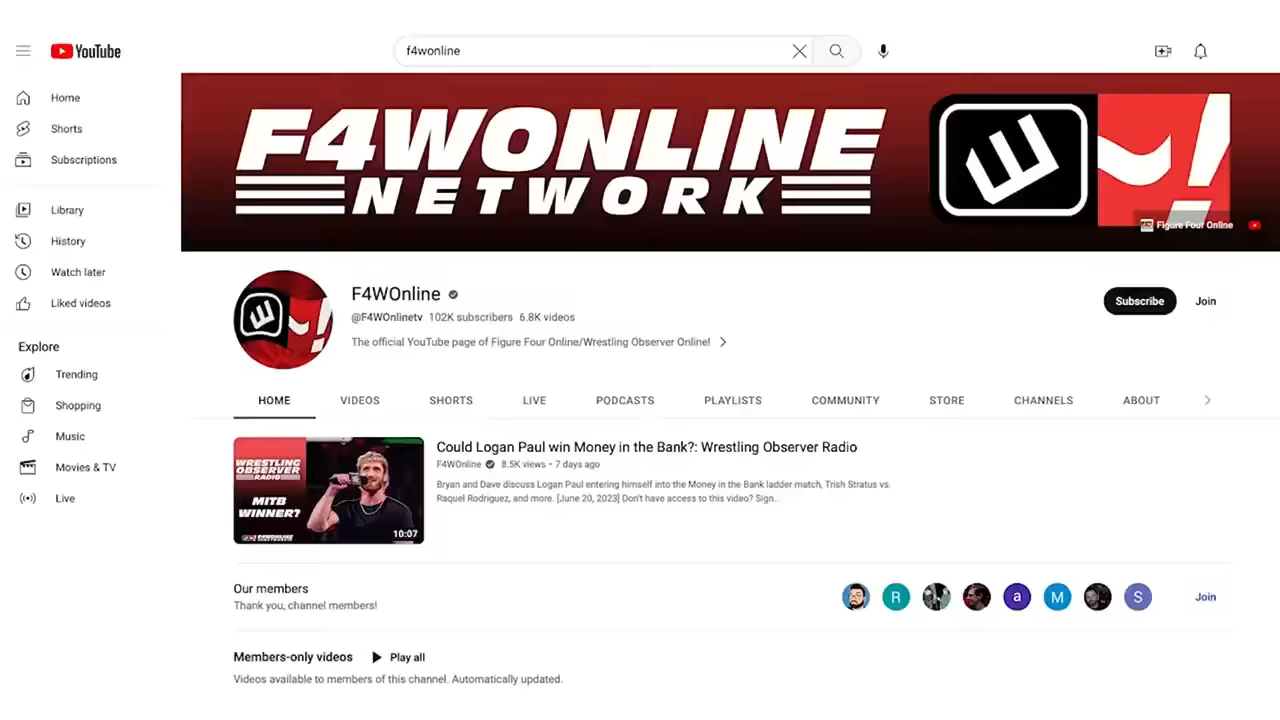 YouTube
f4wonline
Home
Shorts
Subscriptions
Library
History
Watch later
Liked videos
Explore
Trending
Shopping
Music
Movies & TV
Live
F4WONLINE
NETWORK
Figure Four Online
F4WOnline
@F4WOnlinetv 102K subscribers 6.8K videos
The official YouTube page of Figure Four Online/Wrestling Observer Online!
Subscribe
Join
HOME VIDEOS SHORTS LIVE PODCASTS PLAYLISTS COMMUNITY STORE CHANNELS ABOUT
WRESTLING
OBSERVER
RADIO
MITB
WINNER?
F4WONLINE
10:07
Could Logan Paul win Money in the Bank?: Wrestling Observer Radio
F4WOnline 8.5K views • 7 days ago
Bryan and Dave discuss Logan Paul entering himself into the Money in the Bank ladder match, Trish Stratus vs.
Raquel Rodriguez, and more. [June 20, 2023] Don't have access to this video? Sign...
Our members
Thank you, channel members!
R
a
M
S
Join
Members-only videos
Play all
Videos available to members of this channel. Automatically updated.